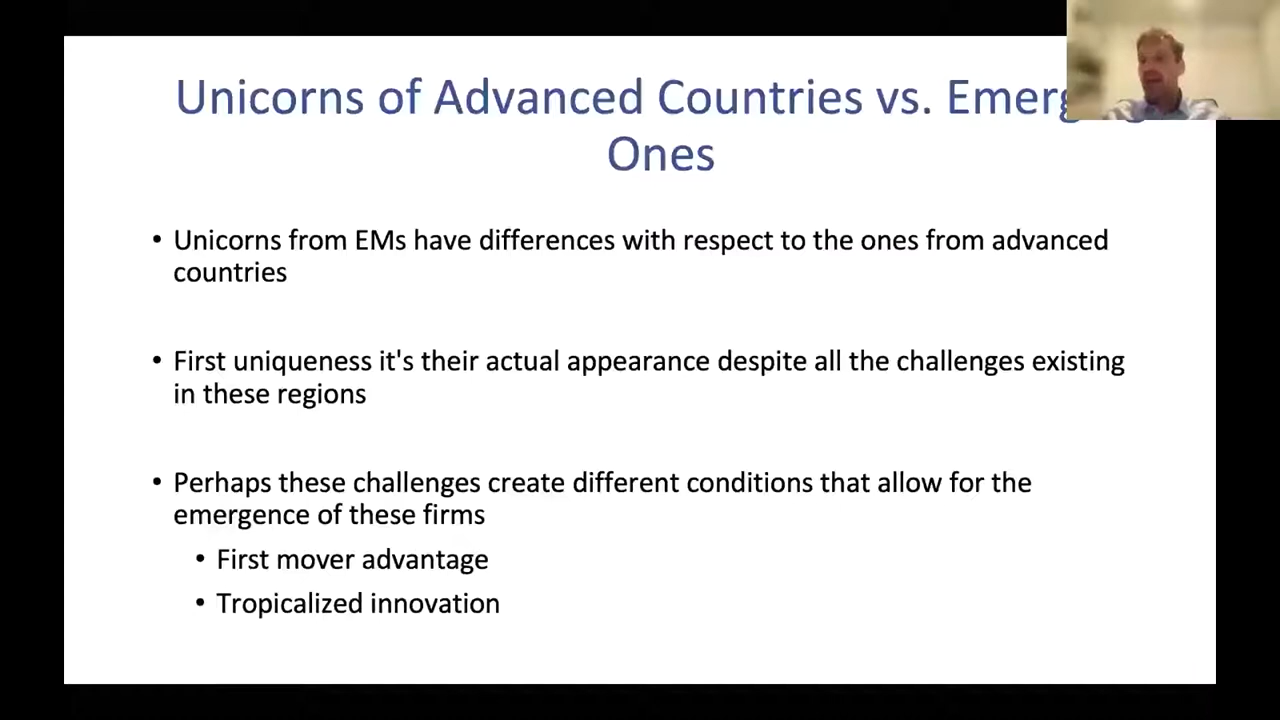 Unicorns of Advanced Countries vs. Emerg
Ones
• Unicorns from EMs have differences with respect to the ones from advanced
countries
• First uniqueness it's their actual appearance despite all the challenges existing
in these regions
• Perhaps these challenges create different conditions that allow for the
emergence of these firms
• First mover advantage
• Tropicalized innovation